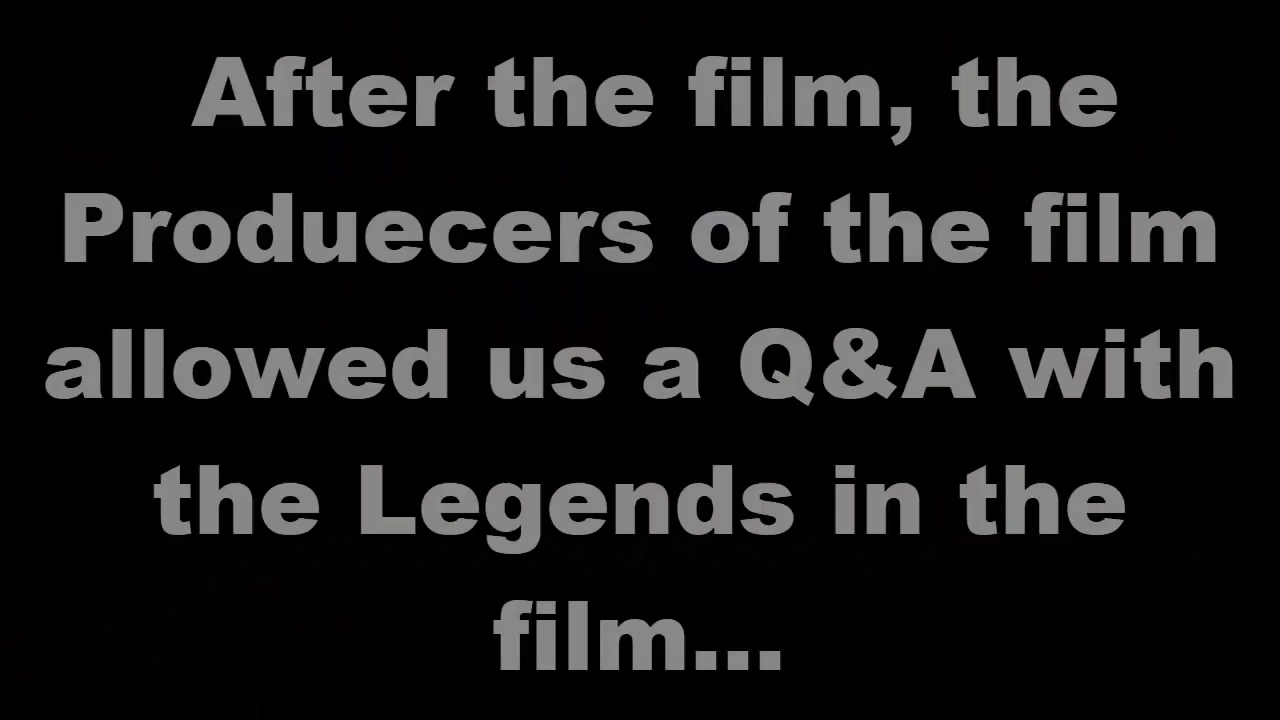 After the film, the
Produecers of the film
allowed us a Q&A with
the Legends in the
film...